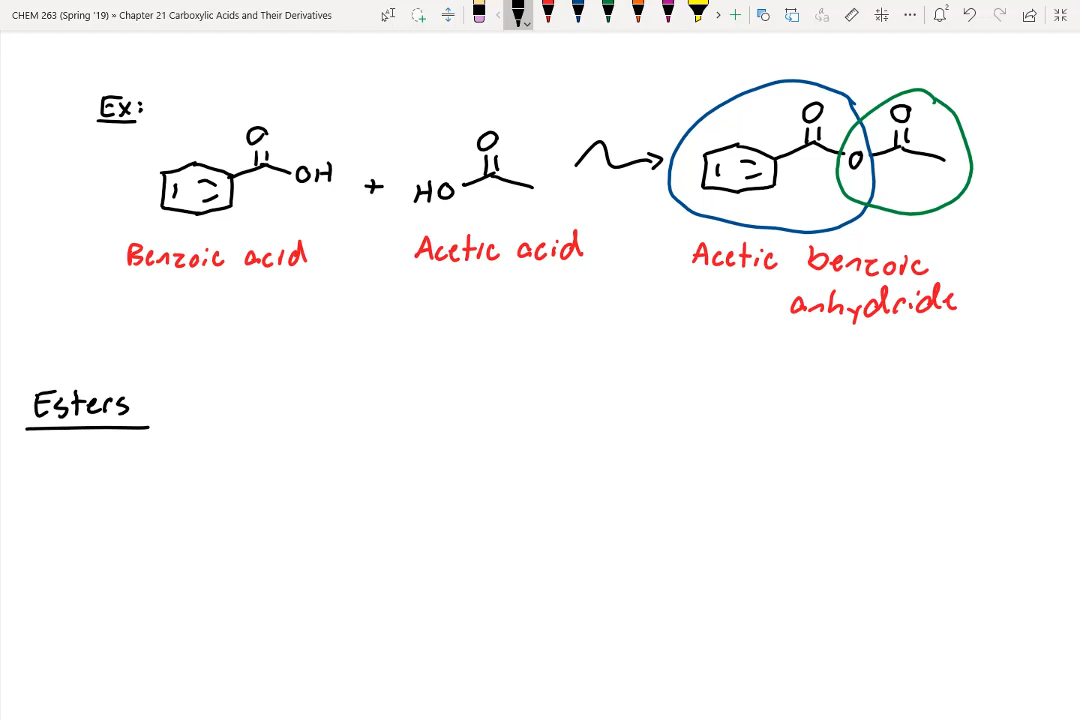 CHEM 263 (Spring '19) » Chapter 21 Carboxylic Acids and Their Derivatives
2
Ex:
O O O O
OH + HO O
Benzoic acid Acetic acid Acetic benzoic
anhydride
Esters